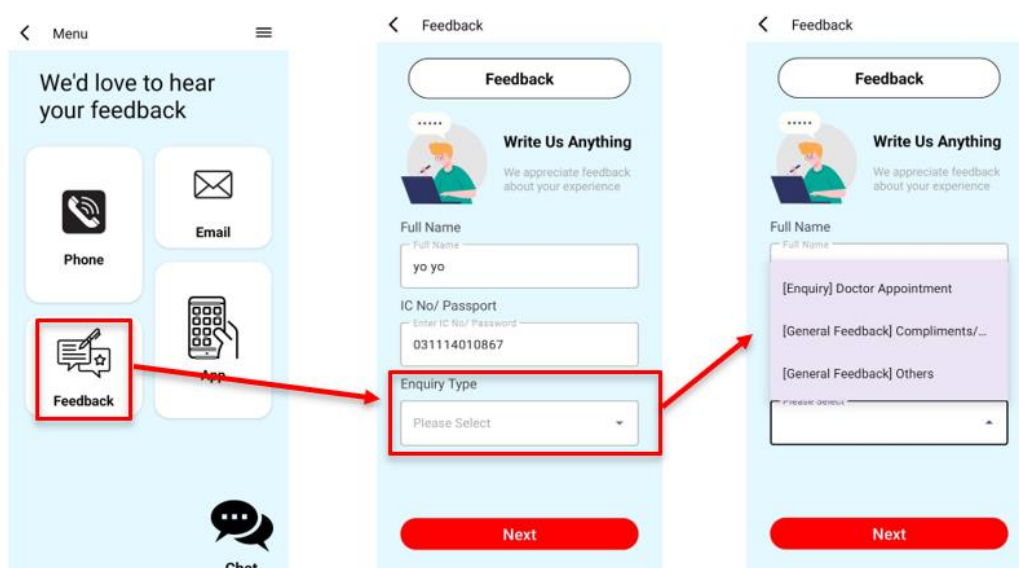 Menu
We'd love to hear
your feedback
Phone
Email
Feedback
App
Chat
Feedback
Feedback
Write Us Anything
We appreciate feedback
about your experience
Full Name
Full Name
yo yo
IC No/ Passport
Enter IC No/ Password
031114010867
Enquiry Type
Please Select
Next
Feedback
Feedback
Write Us Anything
We appreciate feedback
about your experience
Full Name
Full Name
[Enquiry] Doctor Appointment
[General Feedback] Compliments/...
[General Feedback] Others
Please Select
Next